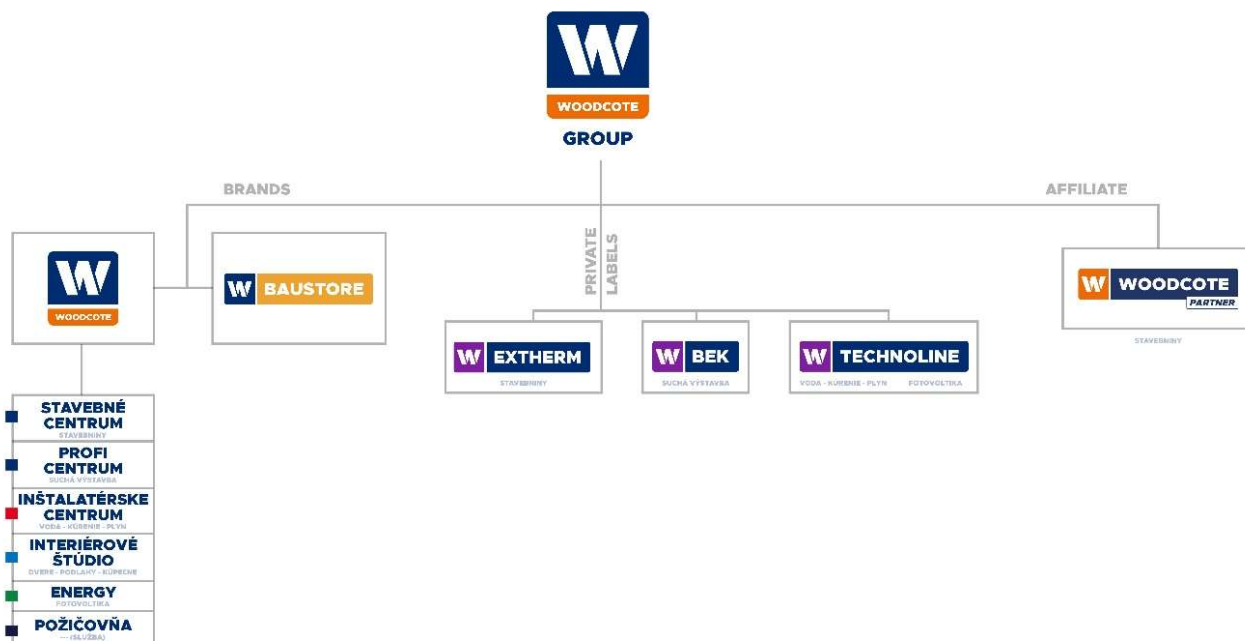 W
WOODCOTE
GROUP
BRANDS
AFFILIATE
PRIVATE
LABELS
W
WOODCOTE
W BAUSTORE
W WOODCOTE
PARTNER
STAVEBNINY
W EXTHERM
STAVEBNINY
W BEK
SUCHÁ VÝSTAVBA
W TECHNOLINE
VODA - KÚRENIE - PLYN FOTOVOLTIKA
STAVEBNÉ
CENTRUM
STAVEBNINY
PROFI
CENTRUM
SUCHÁ VÝSTAVBA
INŠTALATÉRSKE
CENTRUM
VODA - KÚRENIE - PLYN
INTERIÉROVÉ
ŠTÚDIO
DVERE - PODLAHY - KÚPEĽNE
ENERGY
FOTOVOLTIKA
POŽIČOVŇA
--- (SLUŽBA)